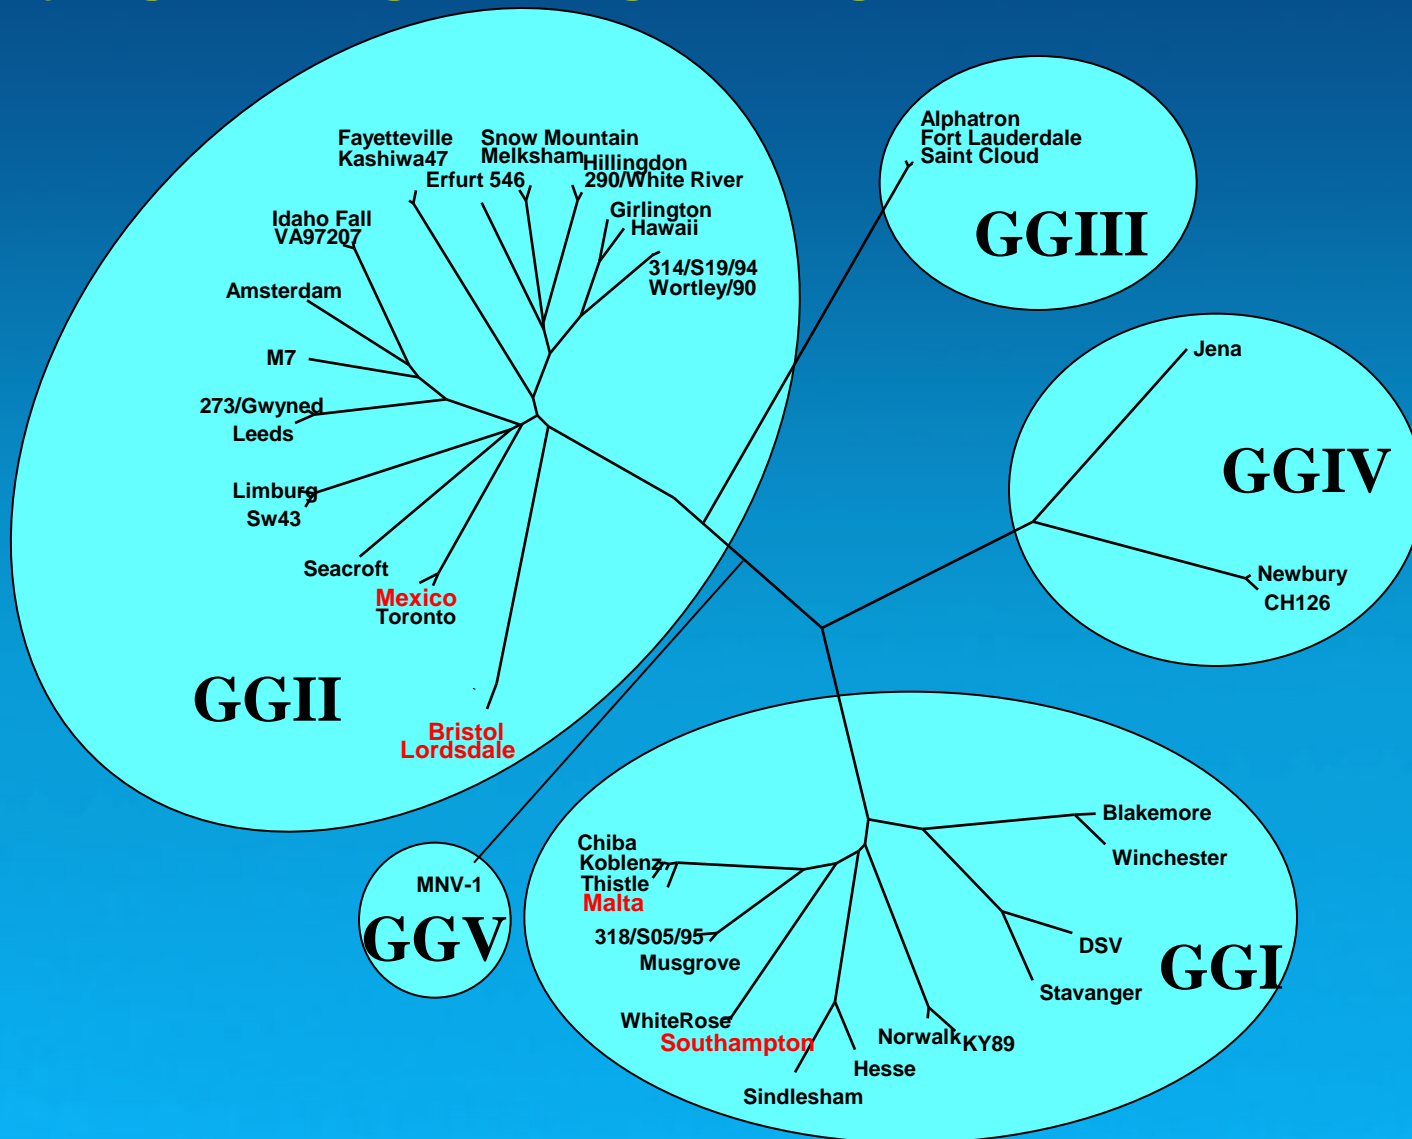 Fayetteville
Kashiwa47
Snow Mountain
Melksham
Hillingdon
290/White River
Erfurt 546
Girlington
Hawaii
314/S19/94
Wortley/90
Idaho Fall
VA97207
Amsterdam
M7
273/Gwyned
Leeds
Limburg
Sw43
Seacroft
Mexico
Toronto
GGII
Bristol
Lordsdale
Alphatron
Fort Lauderdale
Saint Cloud
GGIII
Jena
GGIV
Newbury
CH126
MNV-1
GGV
Chiba
Koblenz
Thistle
Malta
318/S05/95
Musgrove
WhiteRose
Southampton
Sindlesham
Hesse
Norwalk
KY89
Blakemore
Winchester
DSV
Stavanger
GGI